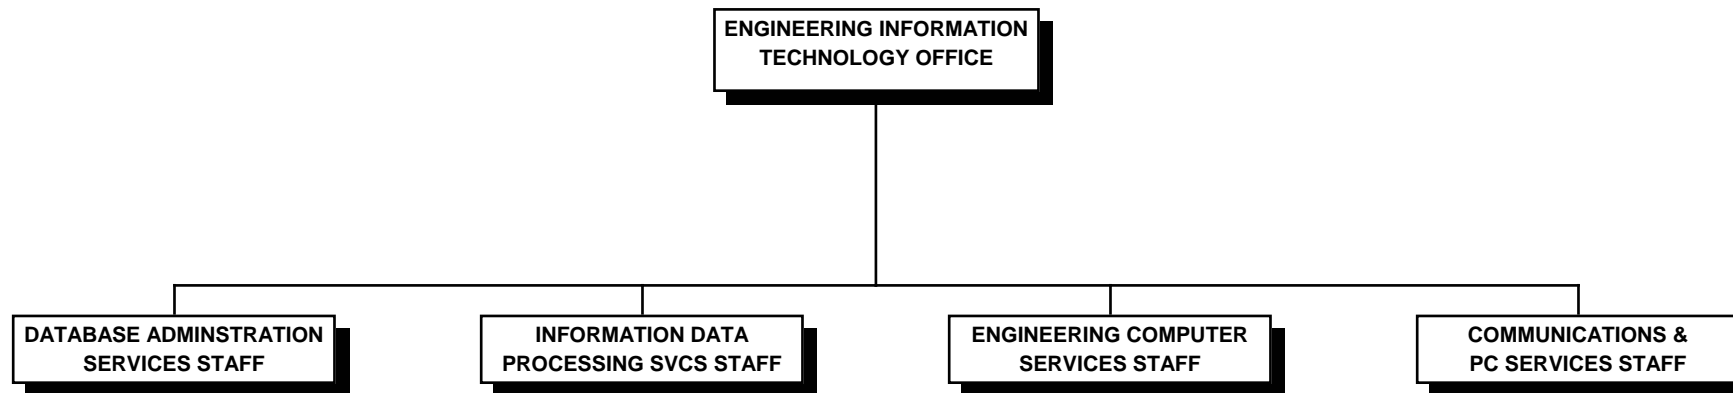 ENGINEERING INFORMATION
TECHNOLOGY OFFICE
DATABASE ADMINSTRATION
SERVICES STAFF
INFORMATION DATA
PROCESSING SVCS STAFF
ENGINEERING COMPUTER
SERVICES STAFF
COMMUNICATIONS &
PC SERVICES STAFF